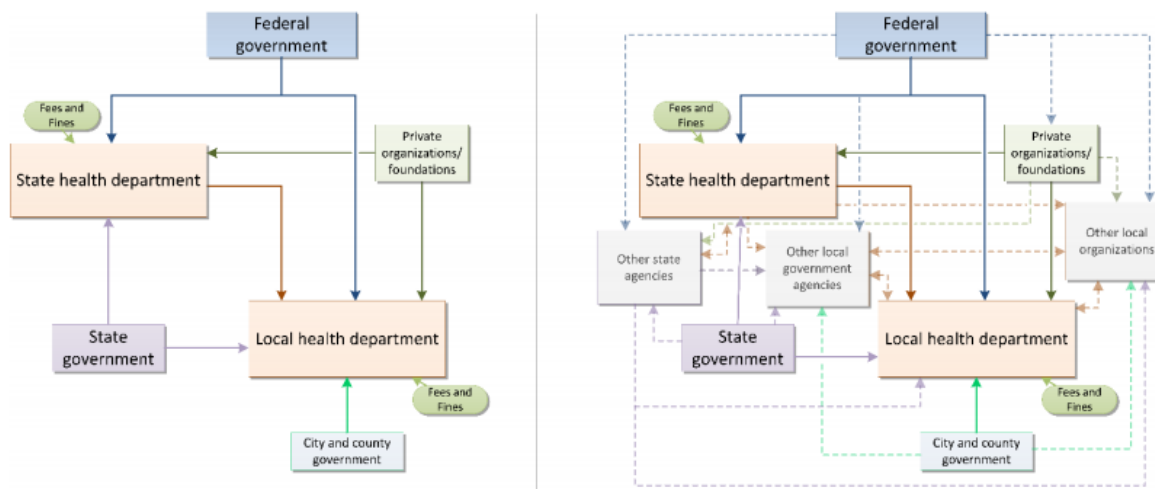 Federal
government
Fees and
Fines
Private
organizations/
foundations
State health department
State
government
Local health department
Fees and
Fines
City and county
government
Federal
government
Fees and
Fines
Private
organizations/
foundations
State health department
Other local
organizations
Other state
agencies
Other local
government
agencies
State
government
Local health department
Fees and
Fines
City and county
government